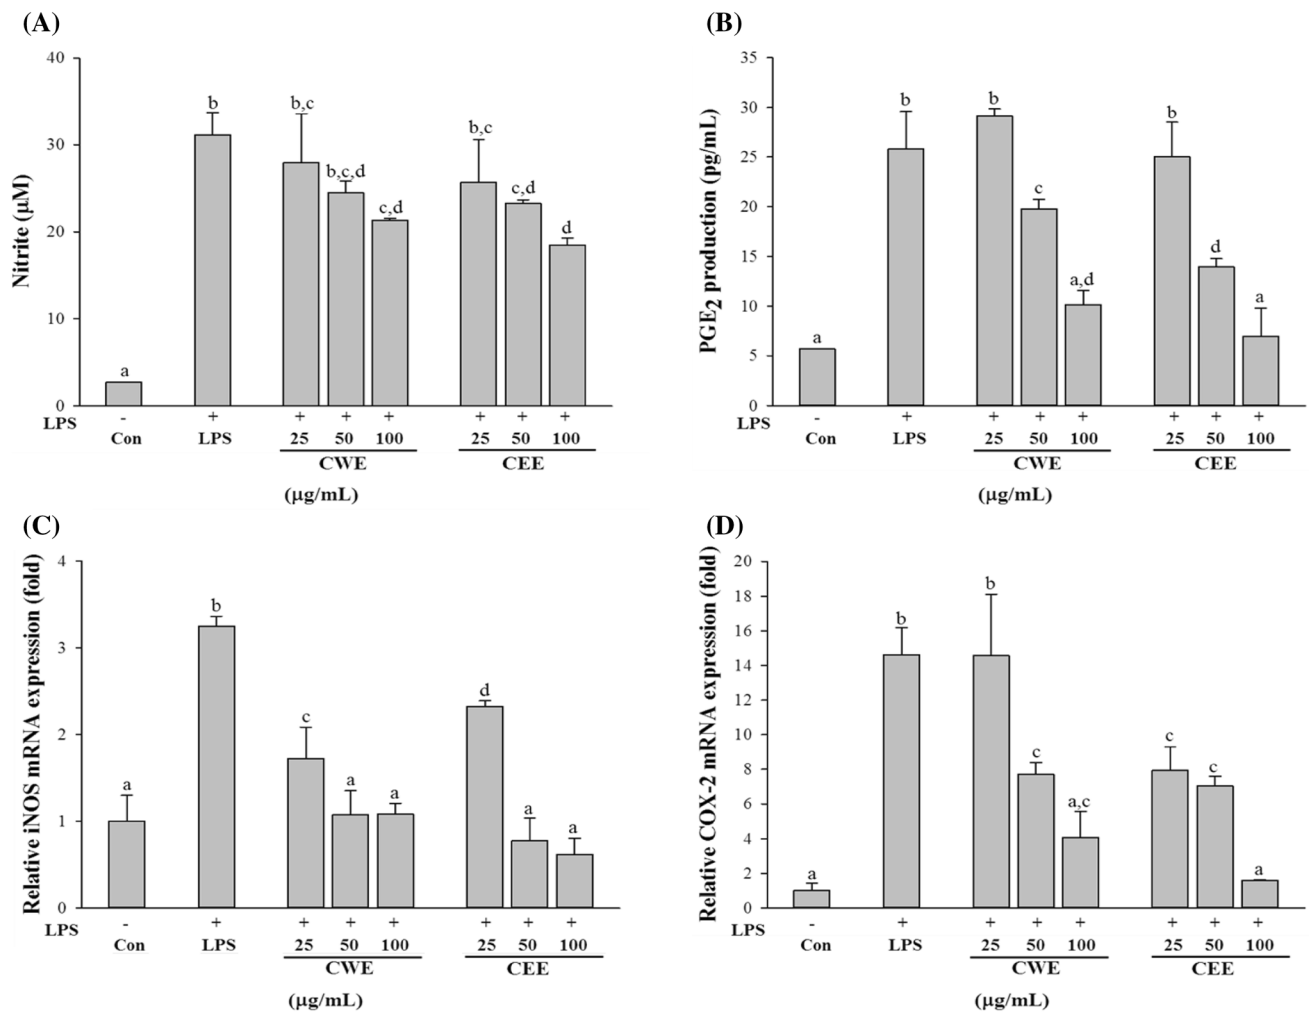 (A)
Nitrite (μM)
40
30
20
10
0
a
b
b,c
b,c,d
c,d
b,c
c,d
d
LPS - + + + + + + +
Con LPS 25 50 100 25 50 100
CWE CEE
(μg/mL)
(B)
PGE2 production (pg/mL)
35
30
25
20
15
10
5
0
a
b
b
c
a,d
b
d
a
LPS - + + + + + + +
Con LPS 25 50 100 25 50 100
CWE CEE
(μg/mL)
(C)
Relative iNOS mRNA expression (fold)
4
3
2
1
0
a
b
c
a
a
d
a
a
LPS - + + + + + + +
Con LPS 25 50 100 25 50 100
CWE CEE
(μg/mL)
(D)
Relative COX-2 mRNA expression (fold)
20
18
16
14
12
10
8
6
4
2
0
a
b
b
c
a,c
c
c
a
LPS - + + + + + + +
Con LPS 25 50 100 25 50 100
CWE CEE
(μg/mL)